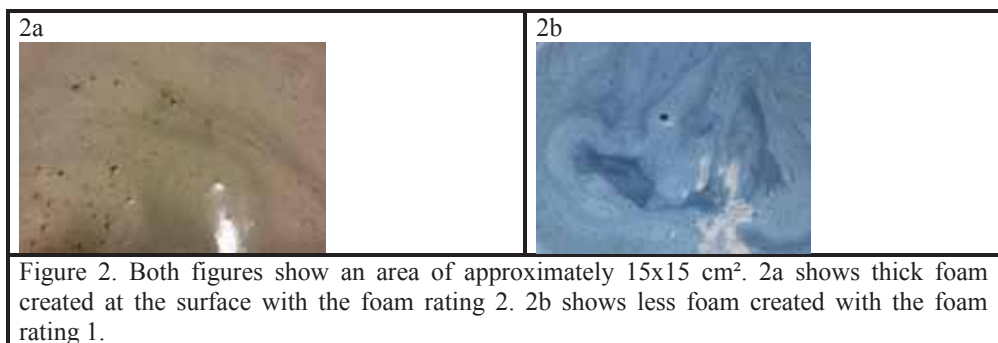 2a
2b
Figure 2. Both figures show an area of approximately 15x15 cm². 2a shows thick foam
created at the surface with the foam rating 2. 2b shows less foam created with the foam
rating 1.